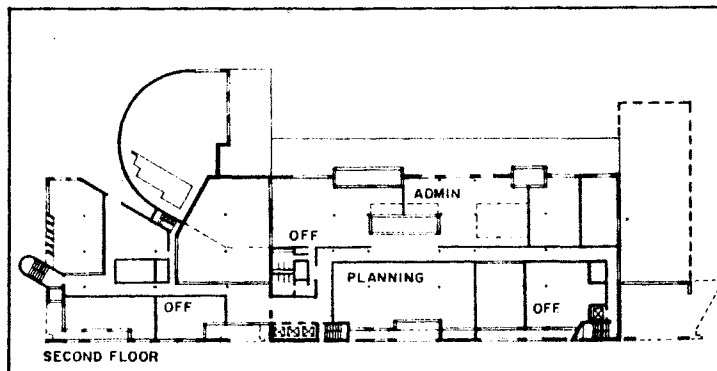 ADMIN
OFF
PLANNING
OFF
OFF
SECOND FLOOR